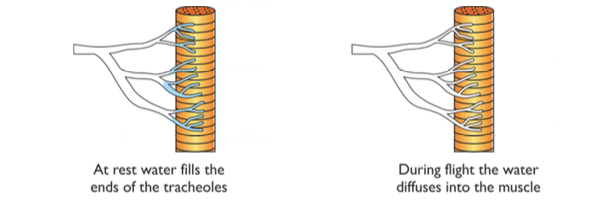 At rest water fills the
ends of the tracheoles
During flight the water
diffuses into the muscle